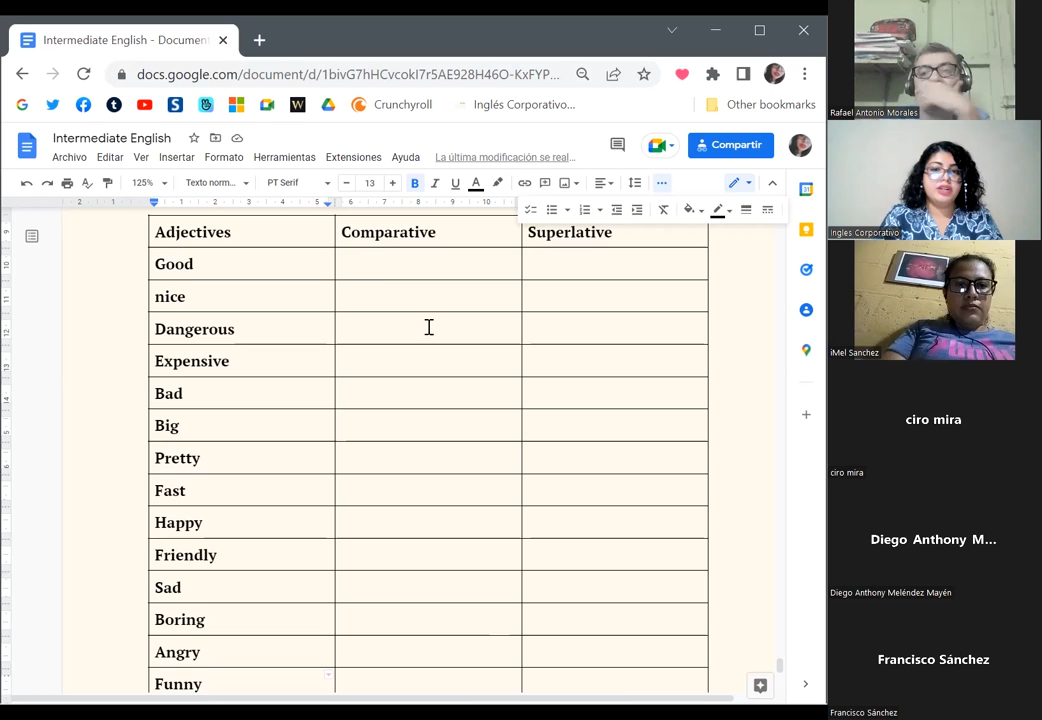 Intermediate English - Documen
docs.google.com/document/d/1bivG7hHCvcokI7r5AE928H46O-KxFYP...
Crunchyroll
Inglés Corporativo...
Other bookmarks
Intermediate English
Archivo Editar Ver Insertar Formato Herramientas Extensiones Ayuda La última modificación se real...
Compartir
125% Texto norm... PT Serif 13
Adjectives Comparative Superlative
Good
nice
Dangerous
Expensive
Bad
Big
Pretty
Fast
Happy
Friendly
Sad
Boring
Angry
Funny
Rafael Antonio Morales
Ingles Corporativo
iMel Sanchez
ciro mira
ciro mira
Diego Anthony M...
Diego Anthony Meléndez Mayén
Francisco Sánchez
Francisco Sánchez